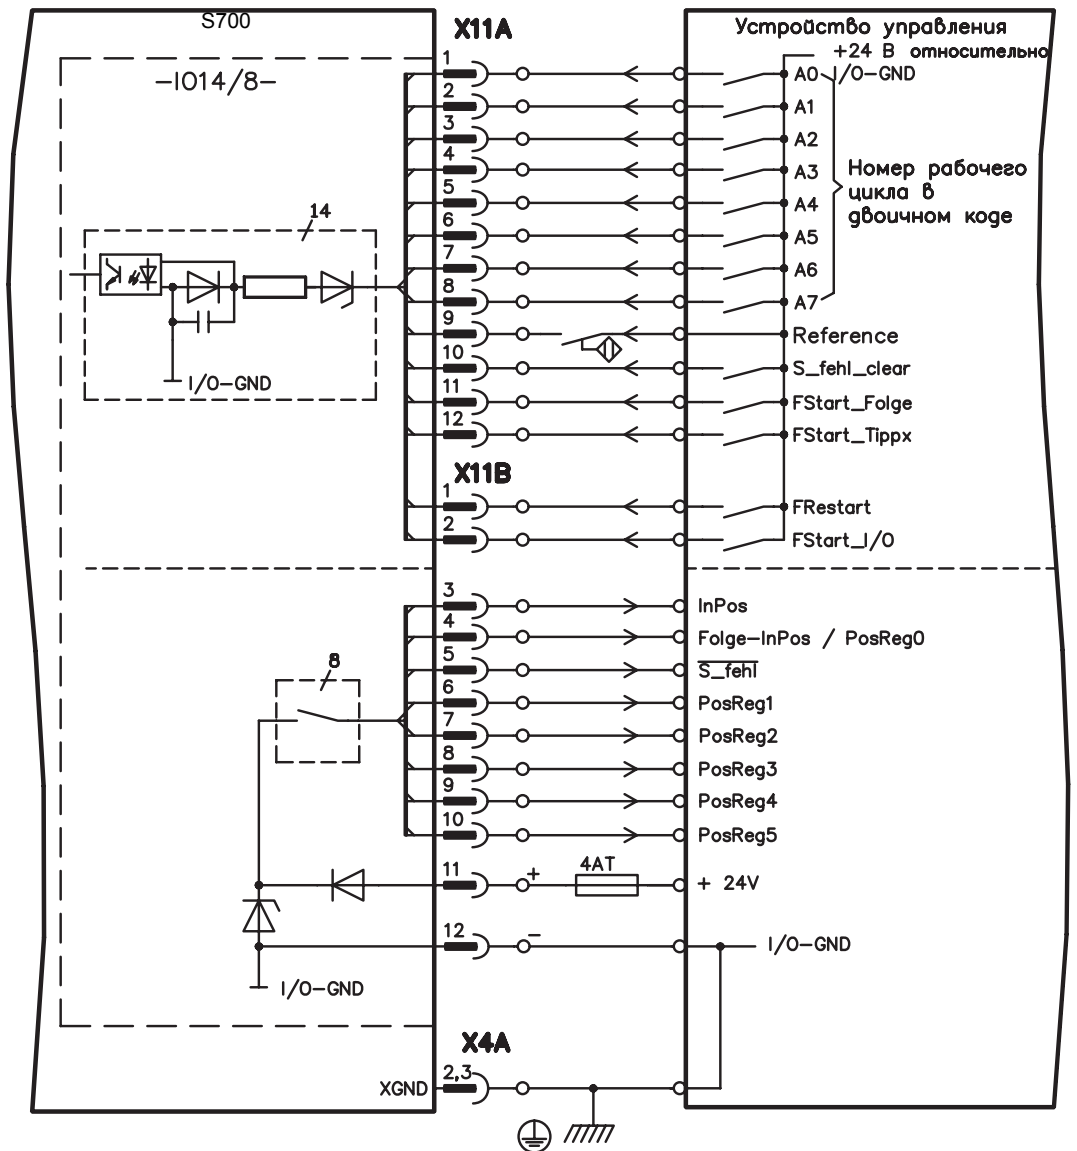 S700
X11A
Устройство управления
+24 В относительно
I/O-GND
-IO14/8-
1
A0
2
A1
3
A2
4
A3
5
A4
6
A5
7
A6
8
A7
Номер рабочего
цикла в
двоичном коде
14
I/O-GND
9
Reference
10
S_fehl_clear
11
FStart_Folge
12
FStart_Tippx
X11B
1
FRestart
2
FStart_I/O
3
InPos
4
Folge-InPos / PosReg0
5
S_fehl
8
6
PosReg1
7
PosReg2
8
PosReg3
9
PosReg4
10
PosReg5
11
+
4AT
+ 24V
12
-
I/O-GND
I/O-GND
X4A
XGND
2,3